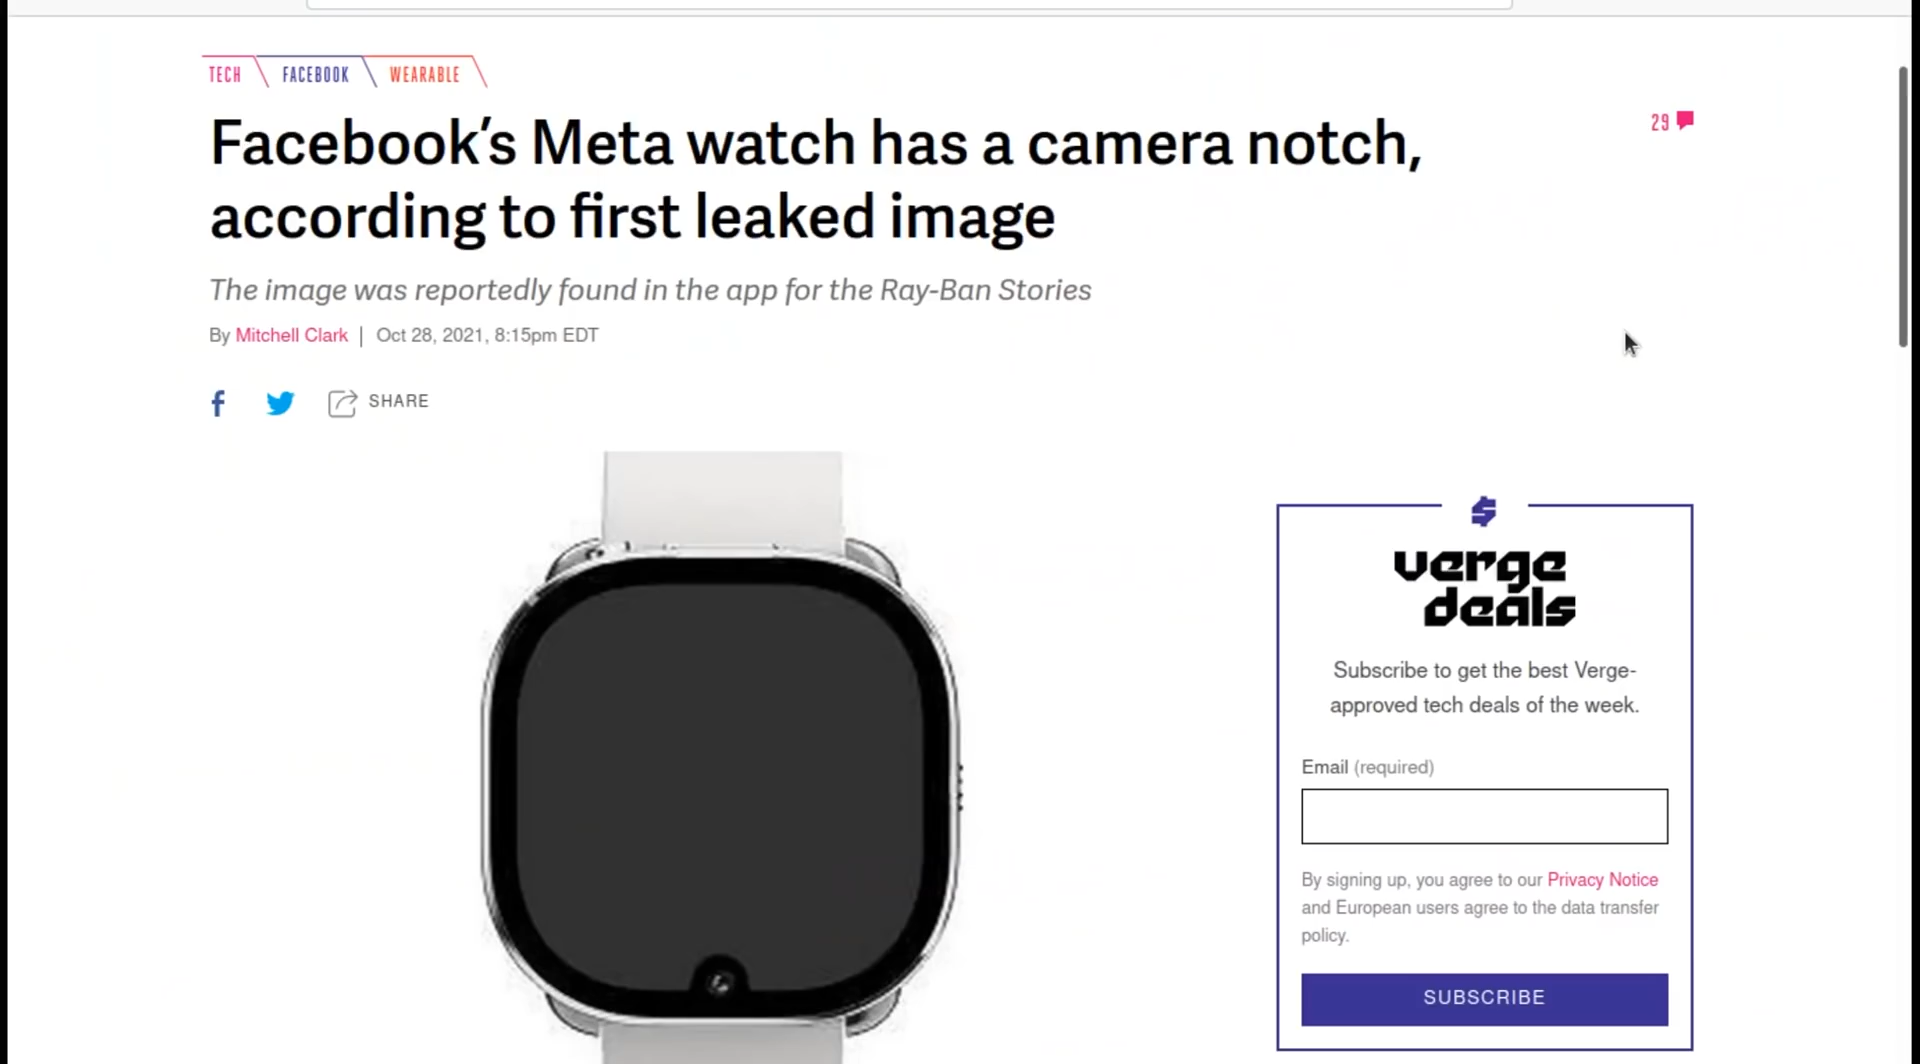 TECH FACEBOOK WEARABLE
Facebook’s Meta watch has a camera notch,
according to first leaked image
29
The image was reportedly found in the app for the Ray-Ban Stories
By Mitchell Clark | Oct 28, 2021, 8:15pm EDT
SHARE
verge
deals
Subscribe to get the best Verge-
approved tech deals of the week.
Email (required)
By signing up, you agree to our Privacy Notice
and European users agree to the data transfer
policy.
SUBSCRIBE